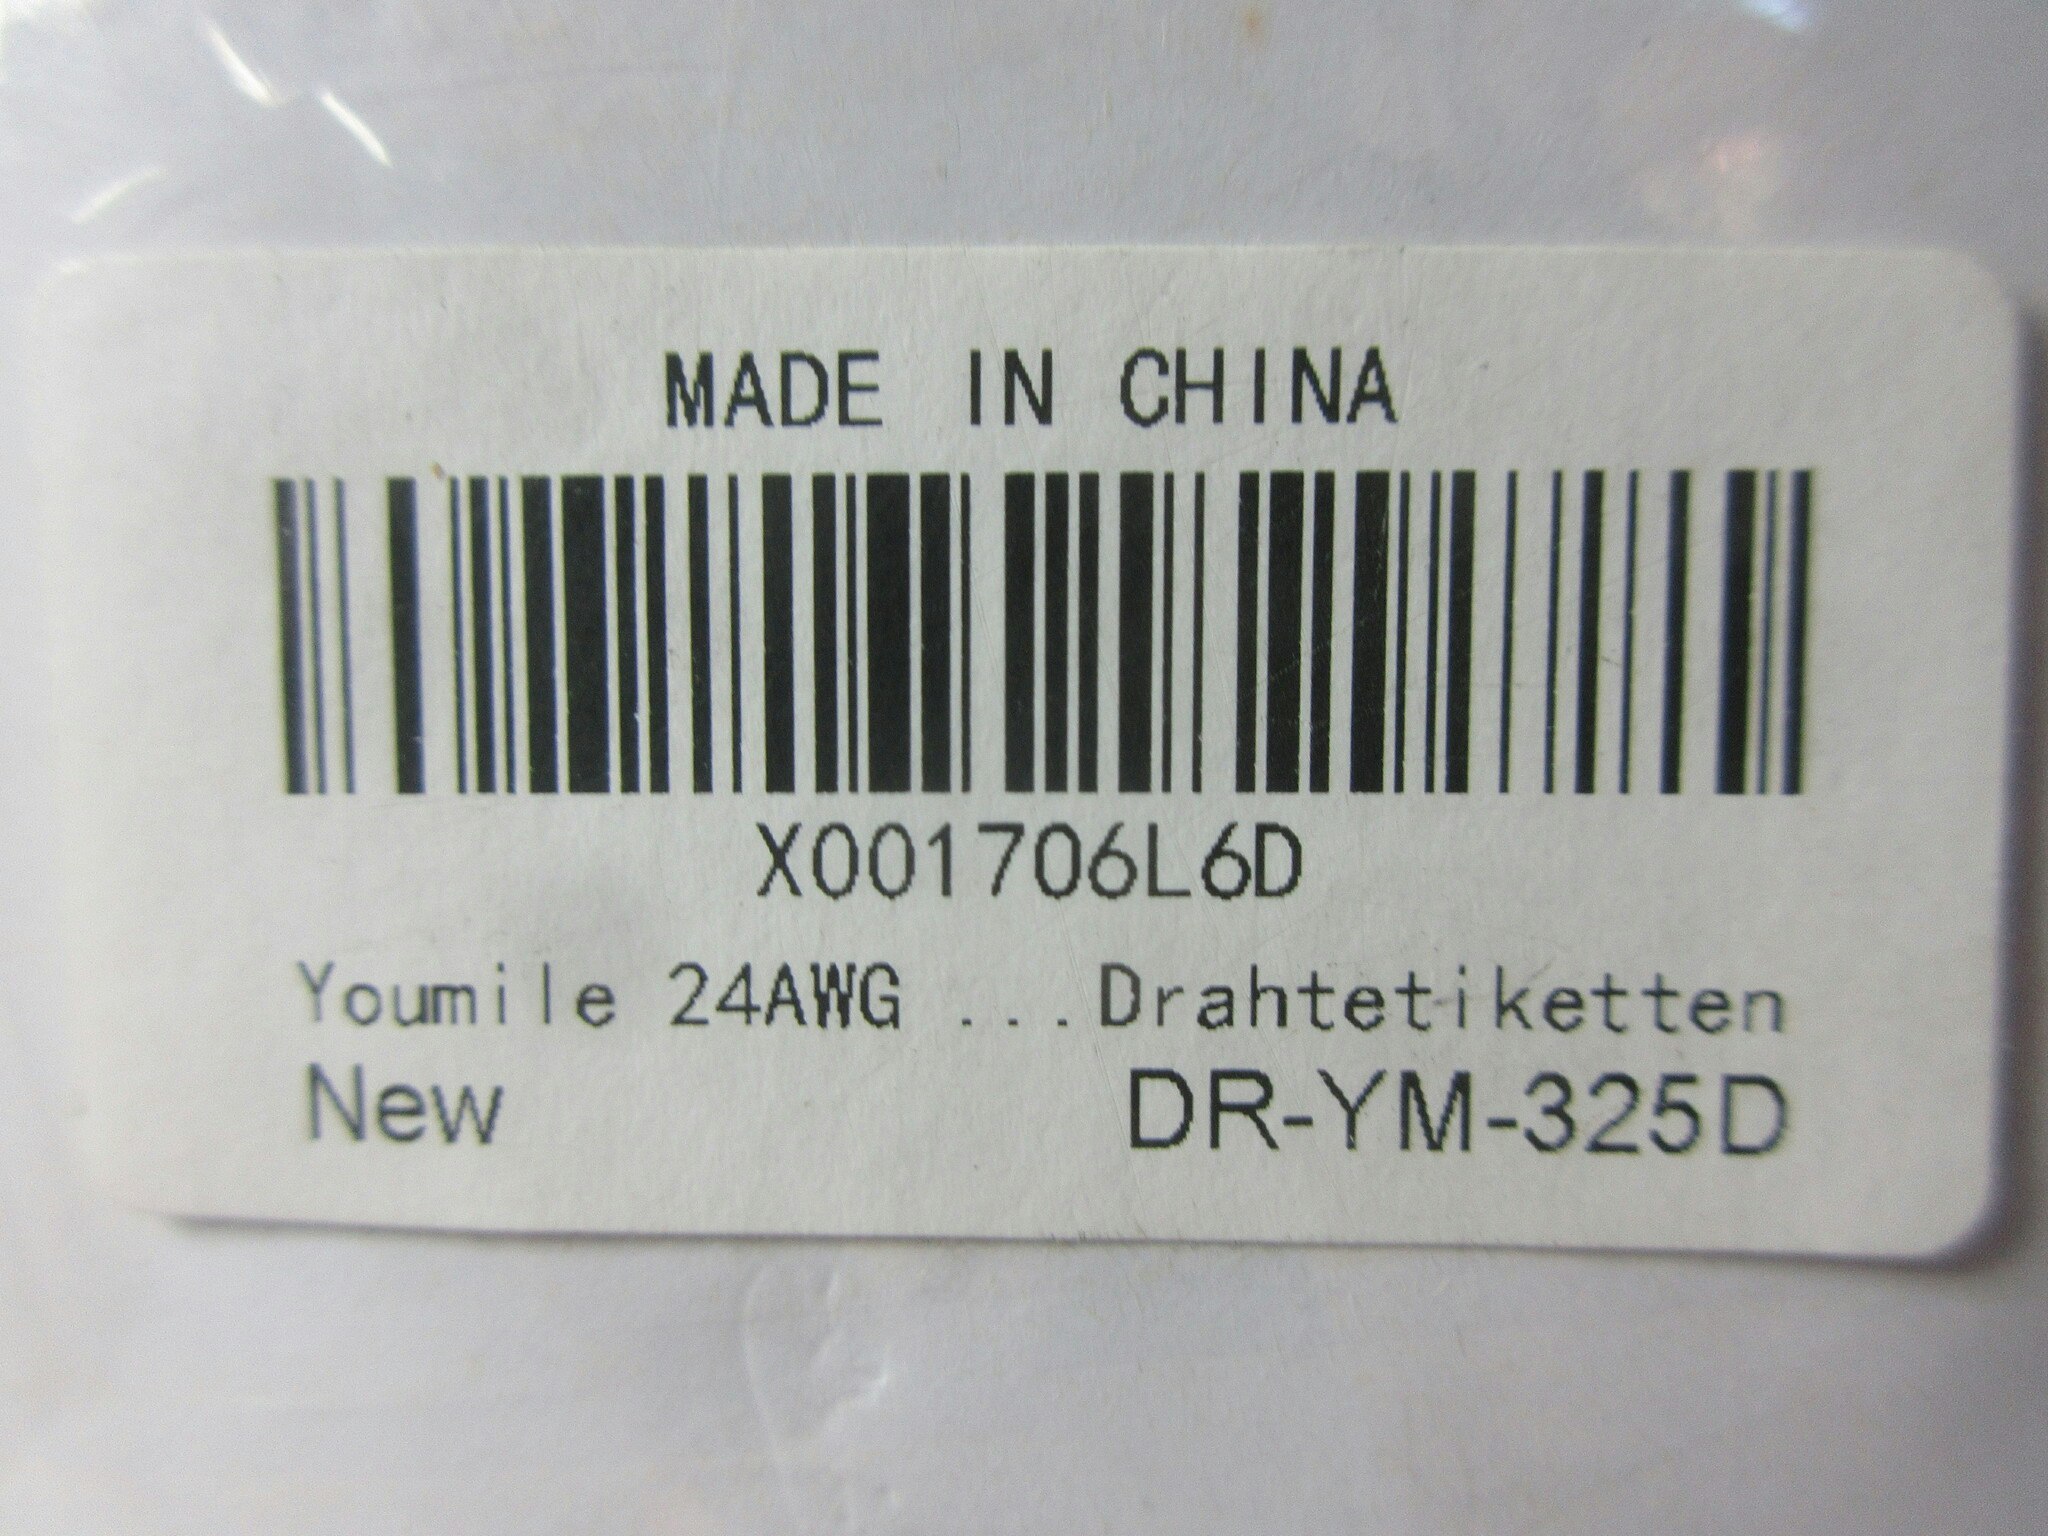 MADE IN CHINA
X001706L6D
Youmile 24AWG ...Drahtetiketten
New DR-YM-325D